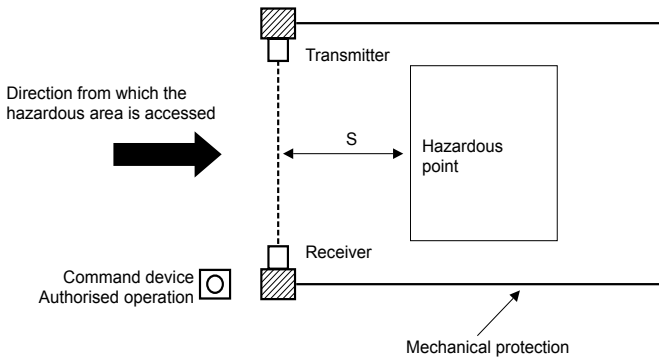 Transmitter
Direction from which the
hazardous area is accessed
S
Hazardous
point
Receiver
Command device
Authorised operation
Mechanical protection